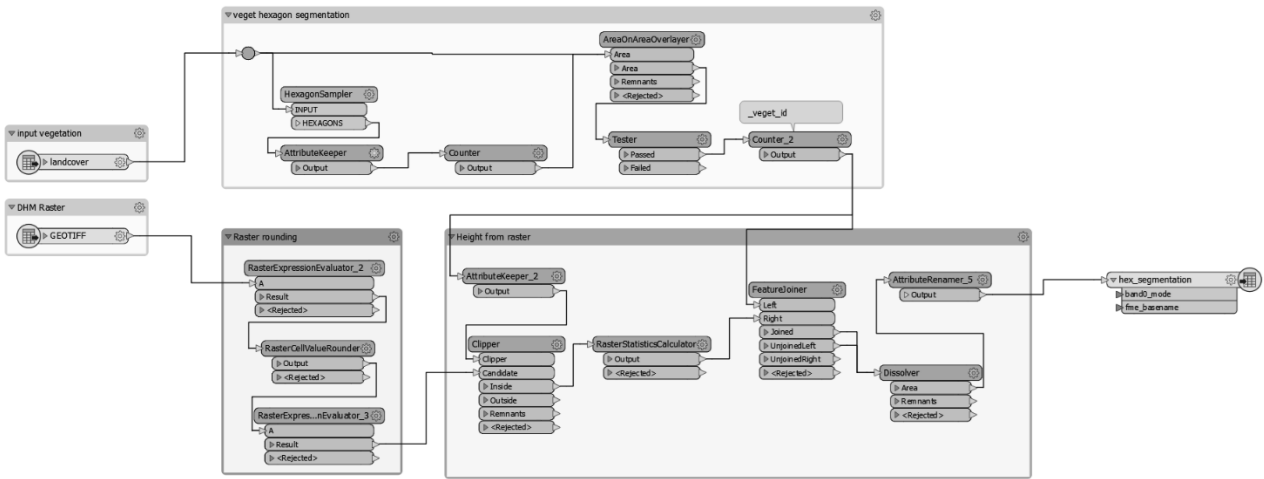 veget hexagon segmentation
AreaOnAreaOverlayer
Area
Area
Remnants
<Rejected>
HexagonSampler
INPUT
HEXAGONS
_veget_id
input vegetation
landcover
AttributeKeeper
Output
Counter
Output
Tester
Passed
Failed
Counter_2
Output
DHM Raster
GEOTIFF
Raster rounding
RasterExpressionEvaluator_2
A
Result
<Rejected>
RasterCellValueRounder
Output
<Rejected>
RasterExpres...nEvaluator_3
A
Result
<Rejected>
Height from raster
AttributeKeeper_2
Output
Clipper
Clipper
Candidate
Inside
Outside
Remnants
<Rejected>
RasterStatisticsCalculator
Output
<Rejected>
FeatureJoiner
Left
Right
Joined
UnjoinedLeft
UnjoinedRight
<Rejected>
AttributeRenamer_5
Output
Dissolver
Area
Remnants
<Rejected>
hex_segmentation
band0_mode
fme_basename